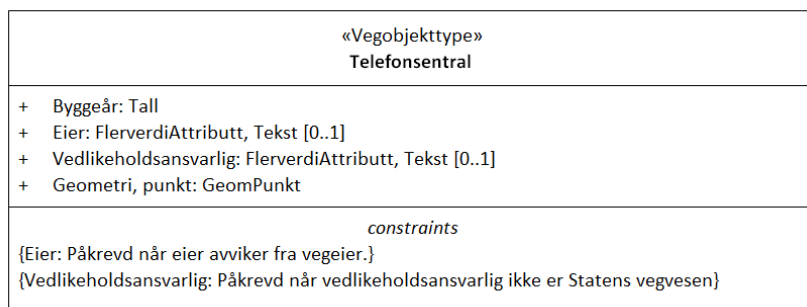 «Vegobjekttype»
Telefonsentral
+ Byggeår: Tall
+ Eier: FlerverdiAttributt, Tekst [0..1]
+ Vedlikeholdsansvarlig: FlerverdiAttributt, Tekst [0..1]
+ Geometri, punkt: GeomPunkt
constraints
{Eier: Påkrevd når eier avviker fra vegeier.}
{Vedlikeholdsansvarlig: Påkrevd når vedlikeholdsansvarlig ikke er Statens vegvesen}